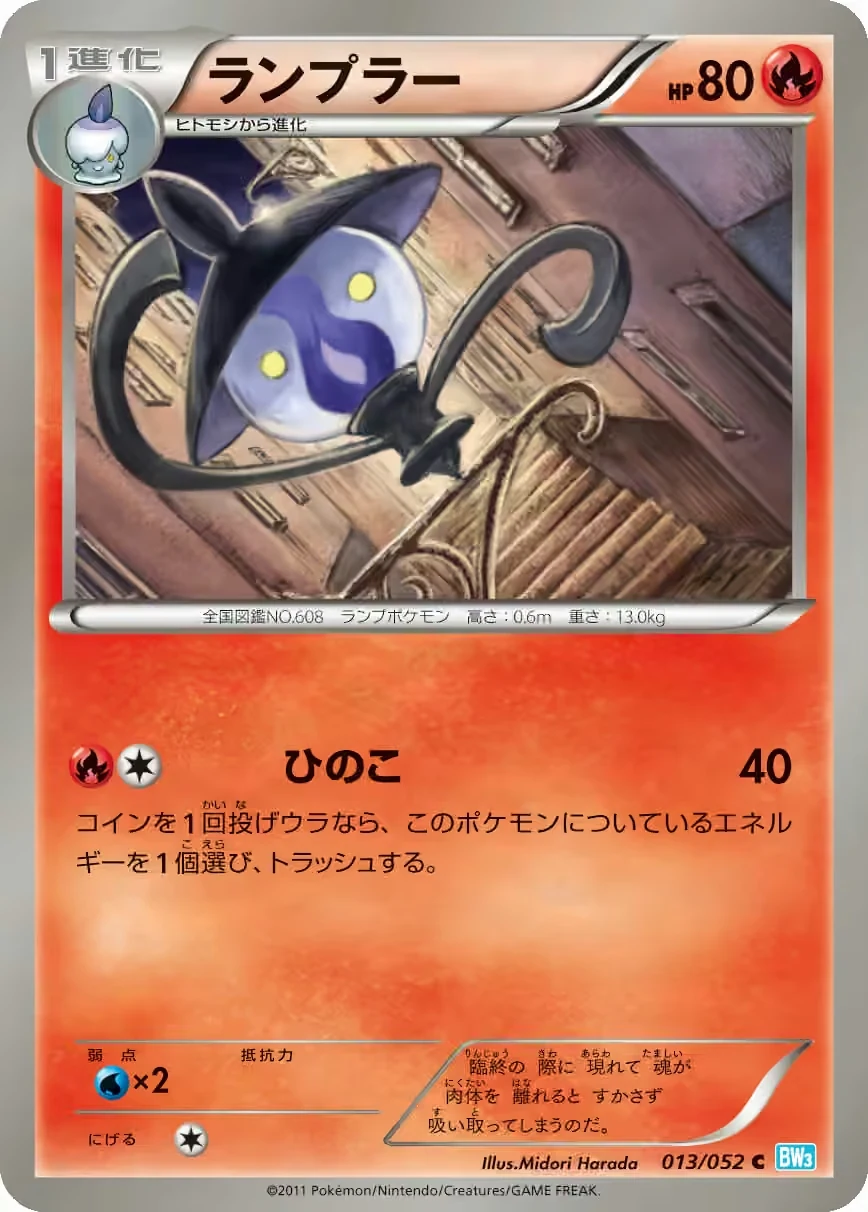 1進化
ランプラー
HP80
ヒトモシから進化
全国図鑑NO.608 ランプポケモン 高さ:0.6m 重さ:13.0kg
ひのこ 40
コインを1回投げウラなら、このポケモンについているエネル
ギーを1個選び、トラッシュする。
弱点 抵抗力
×2
にげる
臨終の 際に 現れて 魂が
肉体を 離れると すかさず
吸い取ってしまうのだ。
Illus.Midori Harada 013/052 C BW3
©2011 Pokémon/Nintendo/Creatures/GAME FREAK.